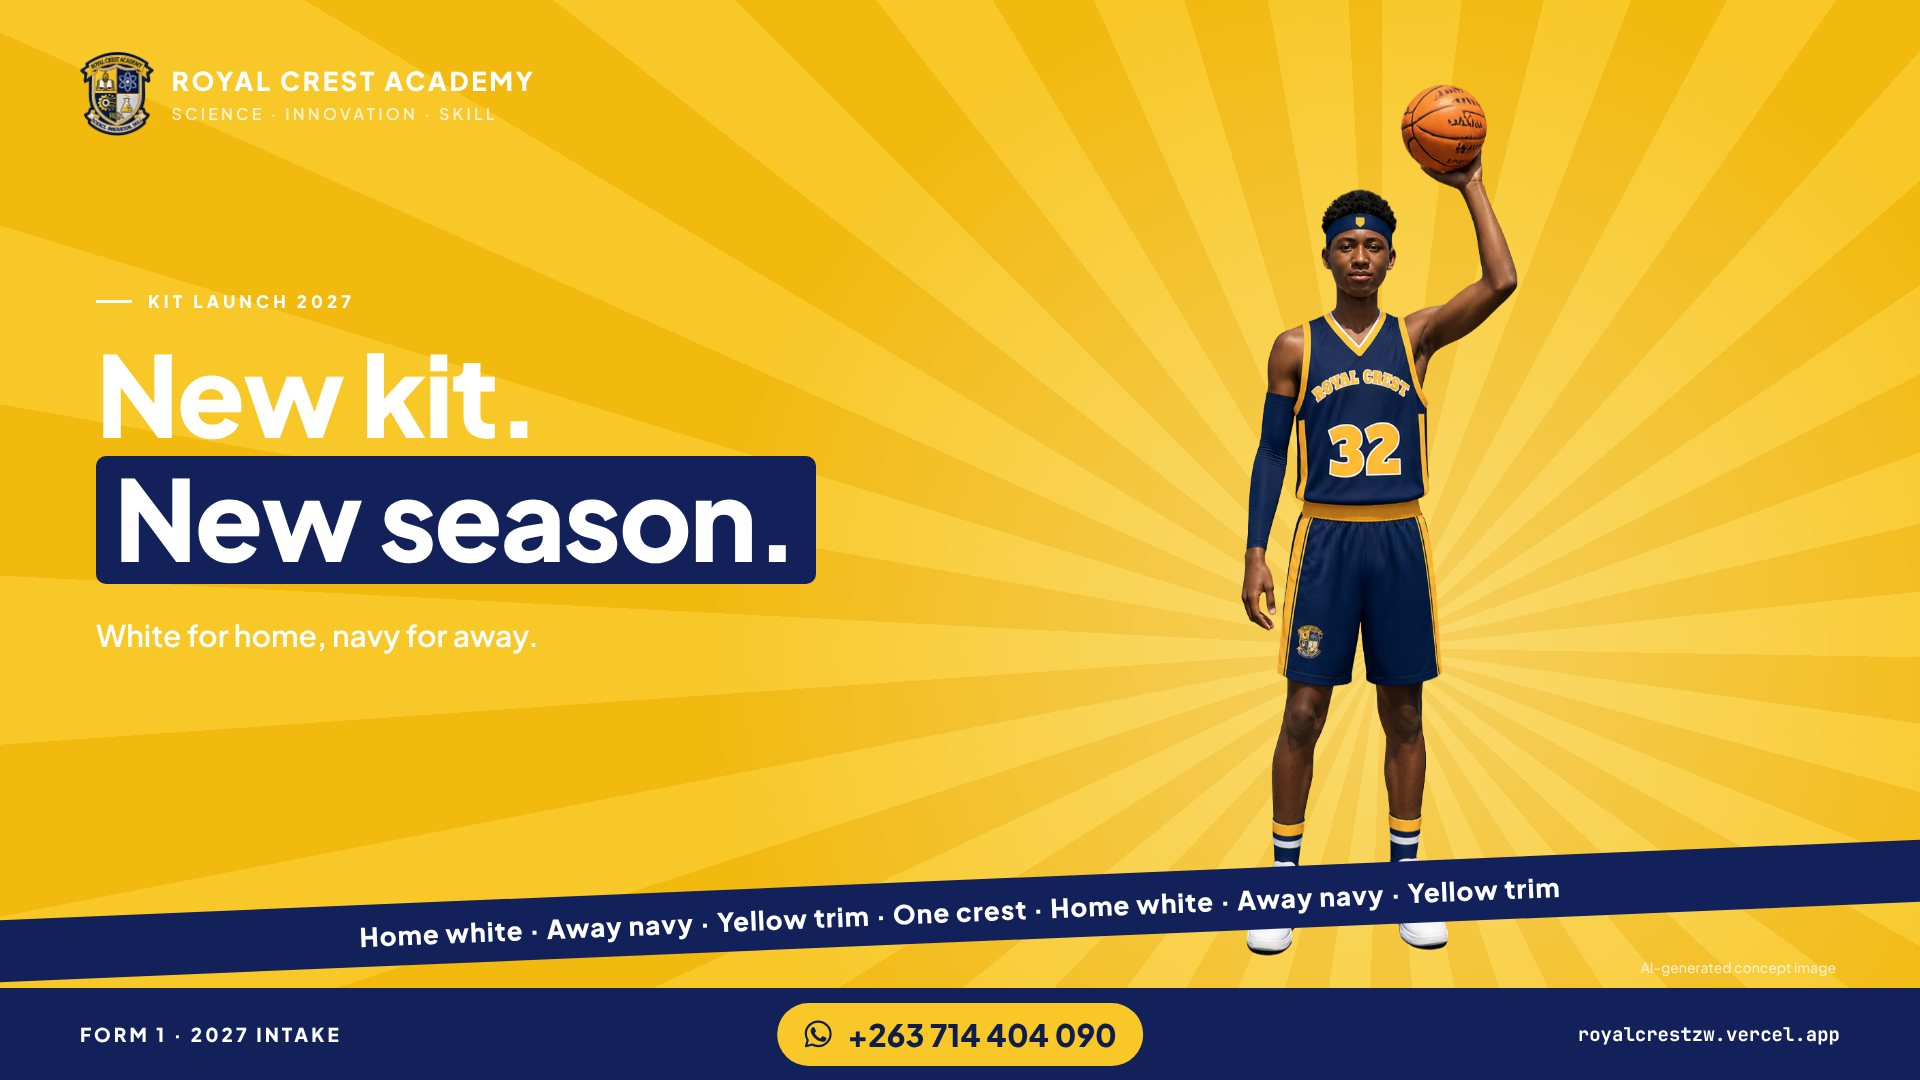 ROYAL CREST ACADEMY
SCIENCE · INNOVATION · SKILL
KIT LAUNCH 2027
New kit.
New season.
White for home, navy for away.
ROYAL CREST
32
Home white · Away navy · Yellow trim · One crest · Home white · Away navy · Yellow trim
AI-generated concept image
FORM 1 · 2027 INTAKE
+263 714 404 090
royalcrestzw.vercel.app